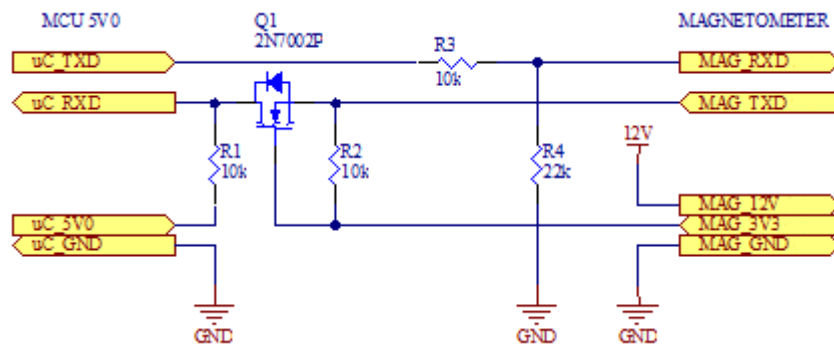 MCU 5V0
Q1
2N7002P
MAGNETOMETER
uC_TXD
R3
10k
MAG_RXD
uC_RXD
MAG_TXD
R1
10k
R2
10k
R4
22k
12V
MAG_12V
uC_5V0
MAG_3V3
uC_GND
MAG_GND
GND
GND
GND